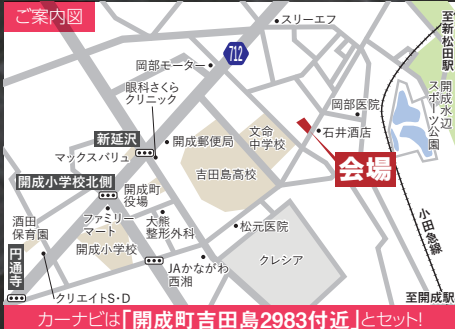 ご案内図
スリーエフ
至新松田駅
712
岡部モーター
開成水辺
スポーツ公園
眼科さくら
クリニック
岡部医院
文命
中学校
石井酒店
新延沢
開成郵便局
マックスバリュ
吉田島高校
会場
開成小学校北側
開成町
役場
酒田
保育園
ファミリー
マート
大熊
整形外科
松元医院
小田急線
円通寺
開成小学校
JAかながわ
西湘
クレシア
クリエイトS・D
至開成駅
カーナビは「開成町吉田島2983付近」とセット!